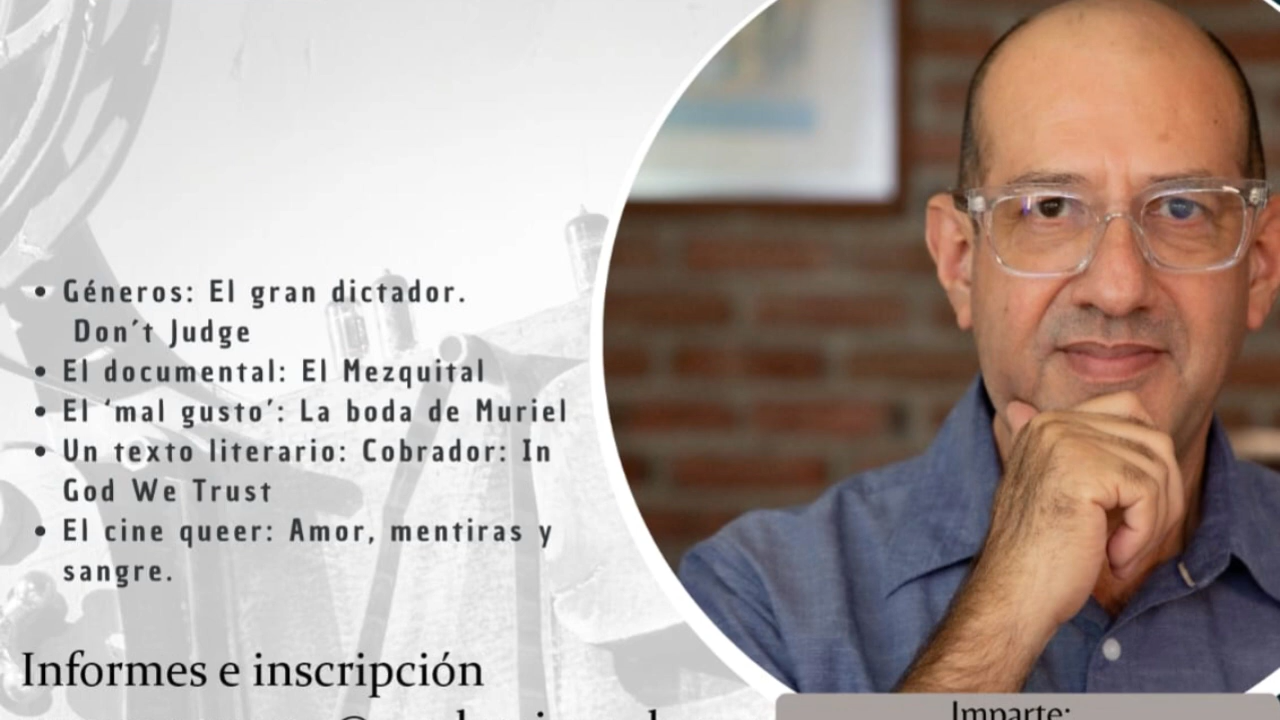 • Géneros: El gran dictador.
Don´t Judge
• El documental: El Mezquital
• El ‘mal gusto’: La boda de Muriel
• Un texto literario: Cobrador: In
God We Trust
• El cine queer: Amor, mentiras y
sangre.
Informes e inscripción
Imparte: